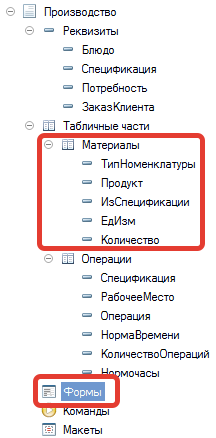 Производство
Реквизиты
Блюдо
Спецификация
Потребность
ЗаказКлиента
Табличные части
Материалы
ТипНоменклатуры
Продукт
ИзСпецификации
ЕдИзм
Количество
Операции
Спецификация
РабочееМесто
Операция
НормаВремени
КоличествоОпераций
Нормочасы
Формы
Команды
Макеты